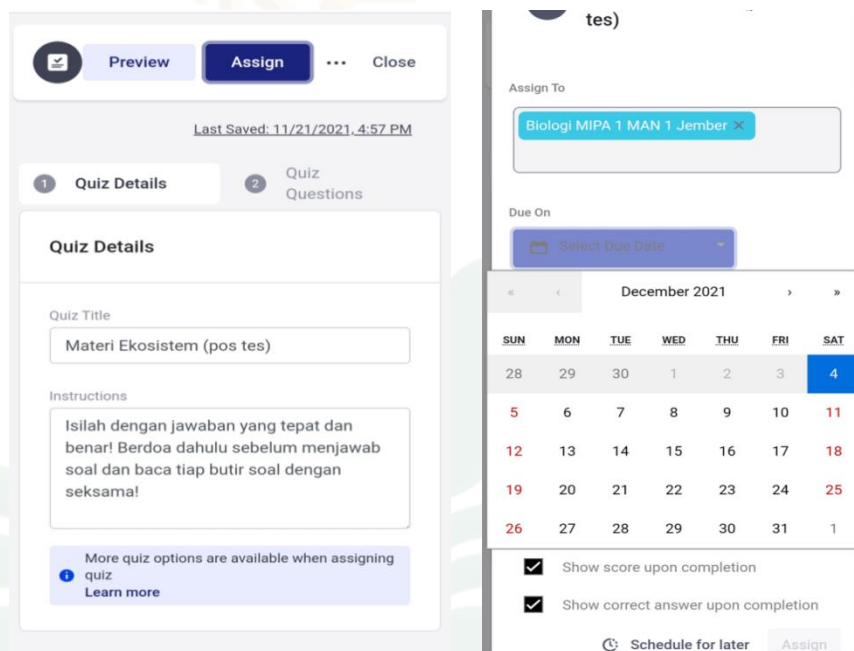 Preview Assign ... Close
Last Saved: 11/21/2021, 4:57 PM
1 Quiz Details 2 Quiz
Questions
Quiz Details
Quiz Title
Materi Ekosistem (pos tes)
Instructions
Isilah dengan jawaban yang tepat dan
benar! Berdoa dahulu sebelum menjawab
soal dan baca tiap butir soal dengan
seksama!
More quiz options are available when assigning
quiz
Learn more
tes)
Assign To
Biologi MIPA 1 MAN 1 Jember ×
Due On
Select Due Date
« ‹ December 2021 › »
SUN MON TUE WED THU FRI SAT
28 29 30 1 2 3 4
5 6 7 8 9 10 11
12 13 14 15 16 17 18
19 20 21 22 23 24 25
26 27 28 29 30 31 1
Show score upon completion
Show correct answer upon completion
Schedule for later Assign